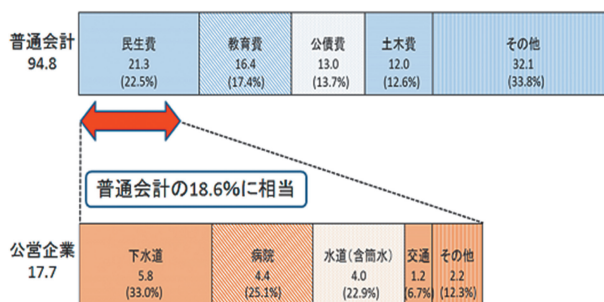 普通会計
94.8
民生費
21.3
(22.5%)
教育費
16.4
(17.4%)
公債費
13.0
(13.7%)
土木費
12.0
(12.6%)
その他
32.1
(33.8%)
普通会計の18.6%に相当
公営企業
17.7
下水道
5.8
(33.0%)
病院
4.4
(25.1%)
水道(含簡水)
4.0
(22.9%)
交通
1.2
(6.7%)
その他
2.2
(12.3%)